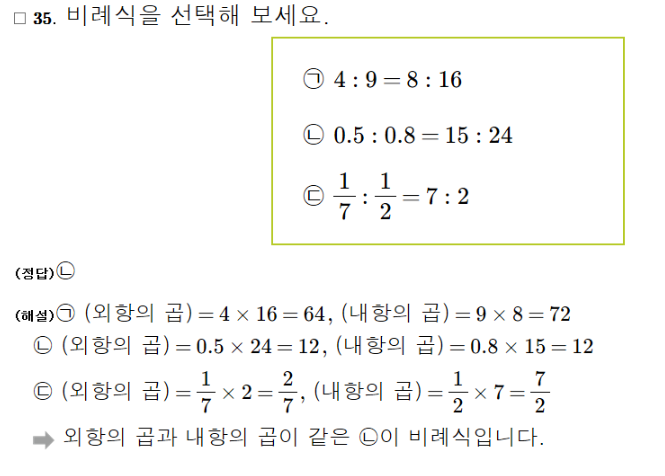 □ 35. 비례식을 선택해 보세요.
㉠ 4 : 9 = 8 : 16
㉡ 0.5 : 0.8 = 15 : 24
㉢ 1/7 : 1/2 = 7 : 2
(정답)㉡
(해설)㉠ (외항의 곱) = 4 × 16 = 64, (내항의 곱) = 9 × 8 = 72
㉡ (외항의 곱) = 0.5 × 24 = 12, (내항의 곱) = 0.8 × 15 = 12
㉢ (외항의 곱) = 1/7 × 2 = 2/7, (내항의 곱) = 1/2 × 7 = 7/2
➡ 외항의 곱과 내항의 곱이 같은 ㉡이 비례식입니다.